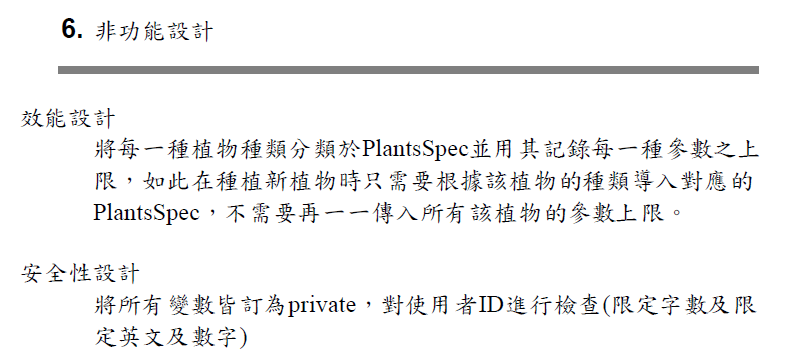 6. 非功能設計
效能設計
將每一種植物種類分類於PlantsSpec並用其記錄每一種參數之上
限，如此在種植新植物時只需要根據該植物的種類導入對應的
PlantsSpec，不需要再一一傳入所有該植物的參數上限。
安全性設計
將所有變數皆訂為private，對使用者ID進行檢查(限定字數及限
定英文及數字)